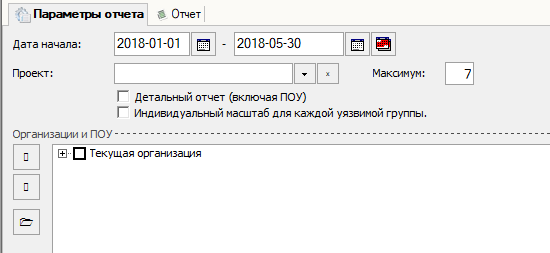 Параметры отчета Отчет
Дата начала: 2018-01-01 - 2018-05-30
Проект: Максимум: 7
Детальный отчет (включая ПОУ)
Индивидуальный масштаб для каждой уязвимой группы.
Организации и ПОУ
Текущая организация